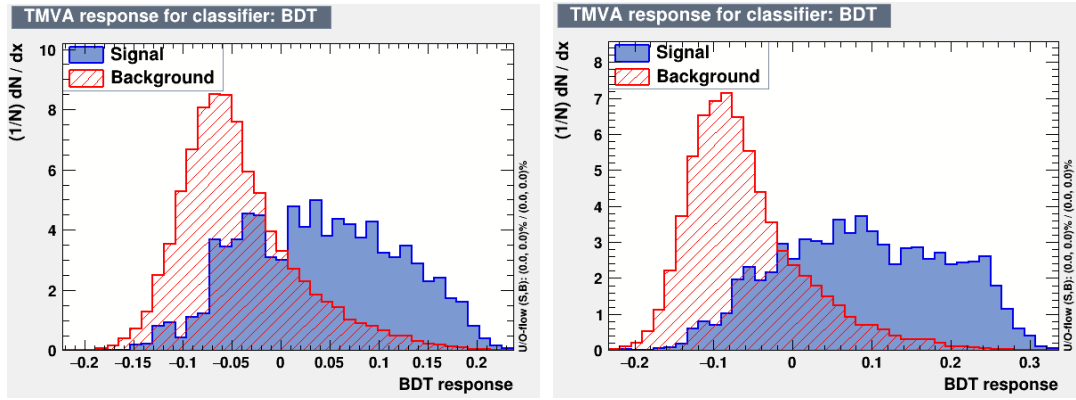 TMVA response for classifier: BDT
(1/N) dN / dx
Signal
Background
10
8
6
4
2
0
−0.2 −0.15 −0.1 −0.05 0 0.05 0.1 0.15 0.2
BDT response
U/O-flow (S,B): (0.0, 0.0)% / (0.0, 0.0)%
TMVA response for classifier: BDT
(1/N) dN / dx
Signal
Background
8
7
6
5
4
3
2
1
0
−0.2 −0.1 0 0.1 0.2 0.3
BDT response
U/O-flow (S,B): (0.0, 0.0)% / (0.0, 0.0)%